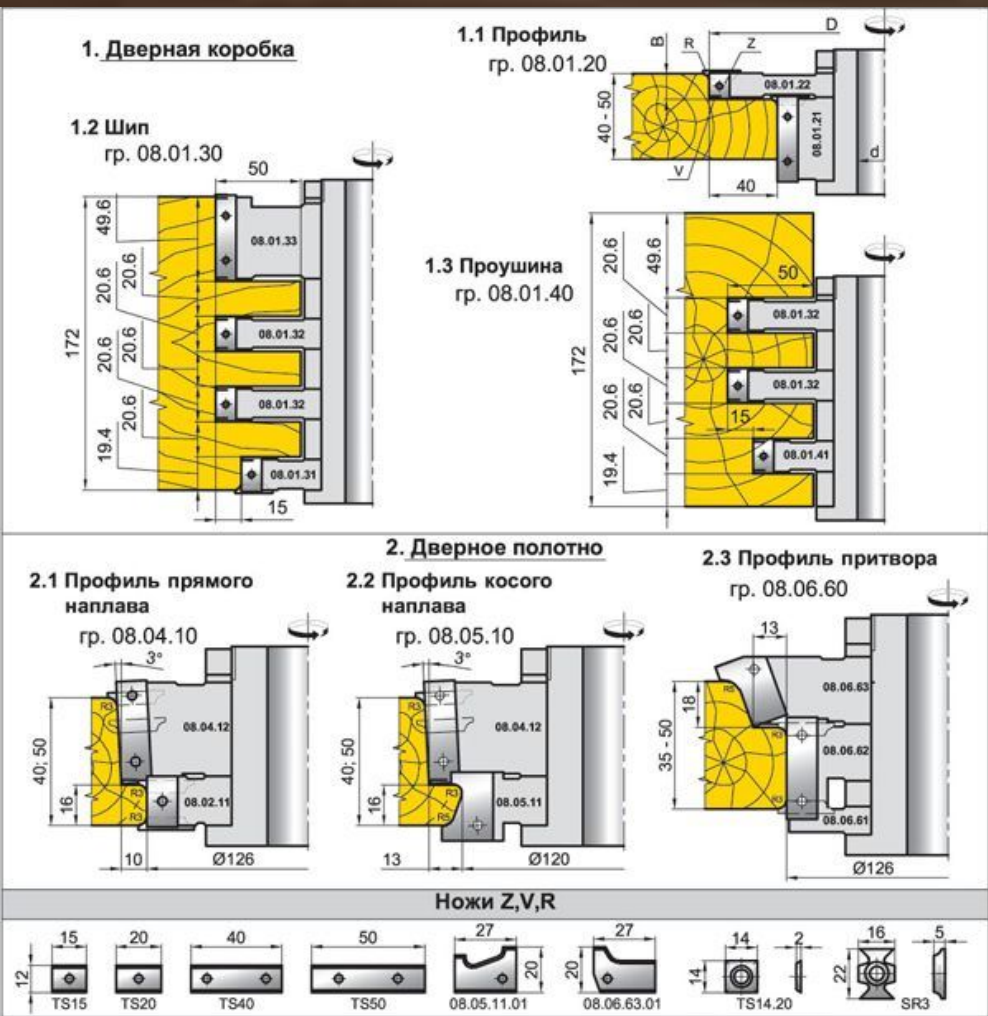 1. Дверная коробка
1.1 Профиль
гр. 08.01.20
B
R
Z
D
08.01.22
08.01.21
40 - 50
V
40
d
1.2 Шип
гр. 08.01.30
50
49.6
20.6
20.6
20.6
20.6
20.6
19.4
172
08.01.33
08.01.32
08.01.32
08.01.31
15
1.3 Проушина
гр. 08.01.40
50
49.6
20.6
20.6
20.6
20.6
20.6
19.4
172
08.01.32
08.01.32
15
08.01.41
2. Дверное полотно
2.1 Профиль прямого
наплава
гр. 08.04.10
3°
R3
08.04.12
40; 50
16
R3
R3
08.02.11
10
Ø126
2.2 Профиль косого
наплава
гр. 08.05.10
3°
R3
08.04.12
40; 50
16
R3
R5
08.05.11
13
Ø120
2.3 Профиль притвора
гр. 08.06.60
13
R5
08.06.63
18
35 - 50
R3
08.06.62
R3
08.06.61
Ø126
Ножи Z,V,R
15
20
40
50
27
27
14
2
16
5
12
20
20
14
22
TS15
TS20
TS40
TS50
08.05.11.01
08.06.63.01
TS14.20
SR3